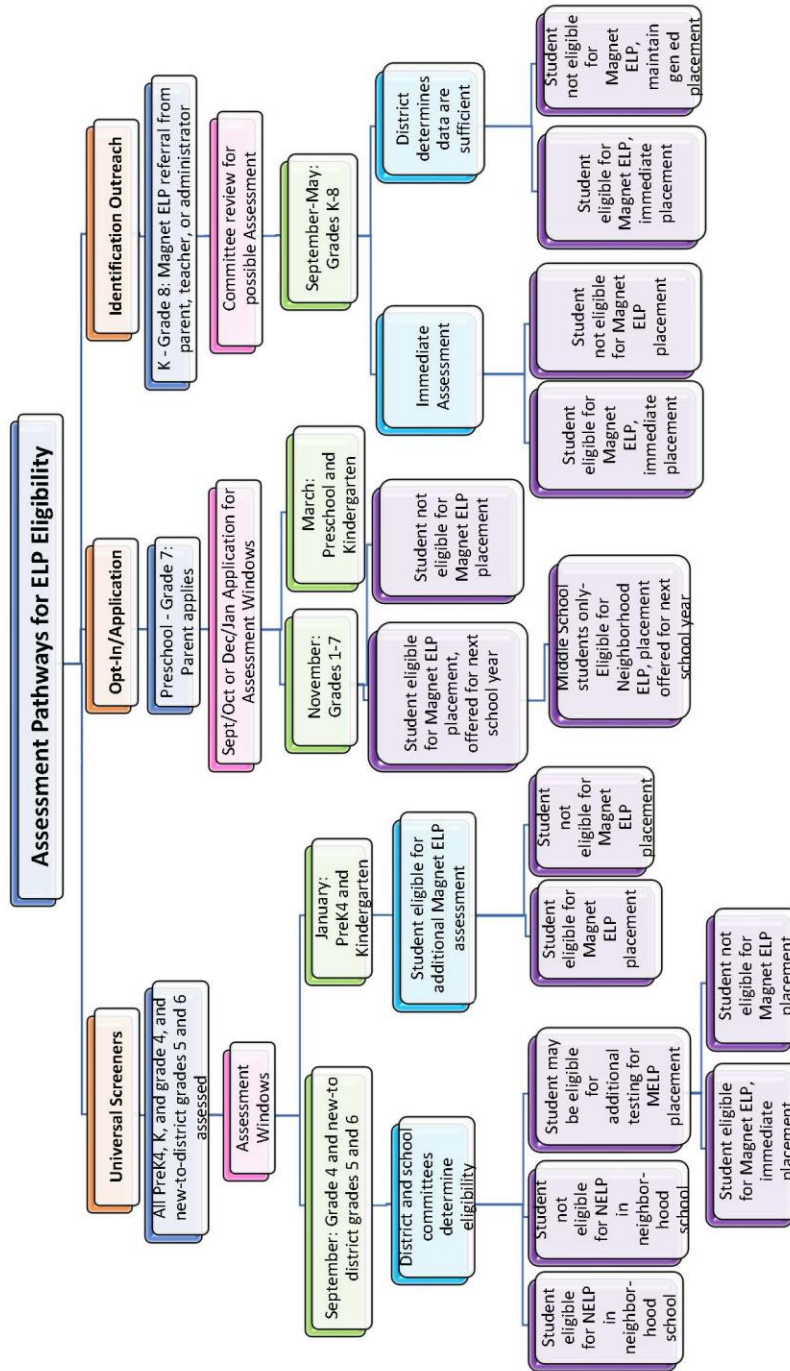 Assessment Pathways for ELP Eligibility
Universal Screeners
All PreK4, K, and grade 4, and
new-to-district grades 5 and 6
assessed
Assessment
Windows
September: Grade 4 and new-to
district grades 5 and 6
District and school
committees determine
eligibility
Student
eligible
for NELP in
in
neighbor-
hood
school
Student
not
eligible
for NELP in
neighbor-
hood
school
Student may
be eligible
for
additional
testing for
MELP
placement
Student eligible
for Magnet ELP,
immediate
placement
Student not
eligible for
Magnet ELP
placement
January:
PreK4 and
Kindergarten
Student eligible for
additional Magnet ELP
assessment
Student
eligible for
Magnet
ELP
placement
Student
not
eligible for
Magnet
ELP
placement
Opt-In/Application
Preschool - Grade 7:
Parent applies
Sept/Oct or Dec/Jan Application for
Assessment Windows
November:
Grades 1-7
March:
Preschool and
Kindergarten
Student eligible
for Magnet ELP
placement,
offered for next
school year
Student not
eligible for
Magnet ELP
placement
Middle School
students only-
Eligible for
Neighborhood
ELP, placement
offered for next
school year
Identification Outreach
K - Grade 8: Magnet ELP referral from
parent, teacher, or administrator
Committee review for
possible Assessment
September-May:
Grades K-8
Immediate
Assessment
Student
eligible for
Magnet ELP,
immediate
placement
Student
not eligible
for Magnet
ELP
placement
District
determines
data are
sufficient
Student
eligible for
Magnet ELP,
immediate
placement
Student
not eligible
for
Magnet
ELP,
maintain
gen ed
placement